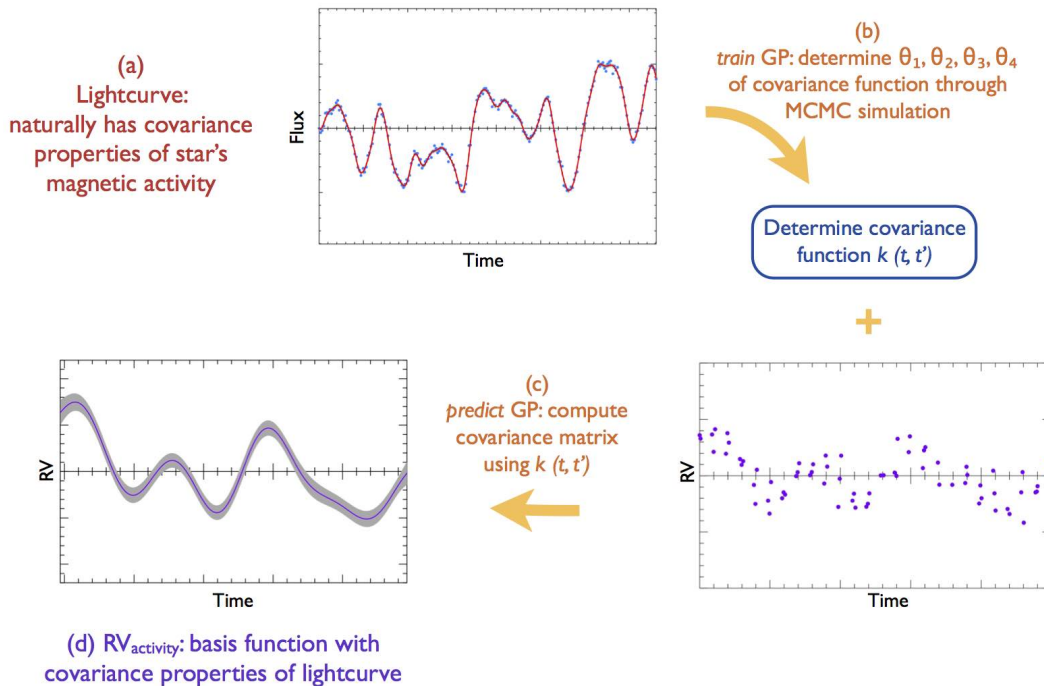 (a)
Lightcurve:
naturally has covariance
properties of star's
magnetic activity
Flux
Time
(b)
train GP: determine θ₁, θ₂, θ₃, θ₄
of covariance function through
MCMC simulation
Determine covariance
function k (t, t')
+
RV
Time
(c)
predict GP: compute
covariance matrix
using k (t, t')
RV
Time
(d) RVactivity: basis function with
covariance properties of lightcurve